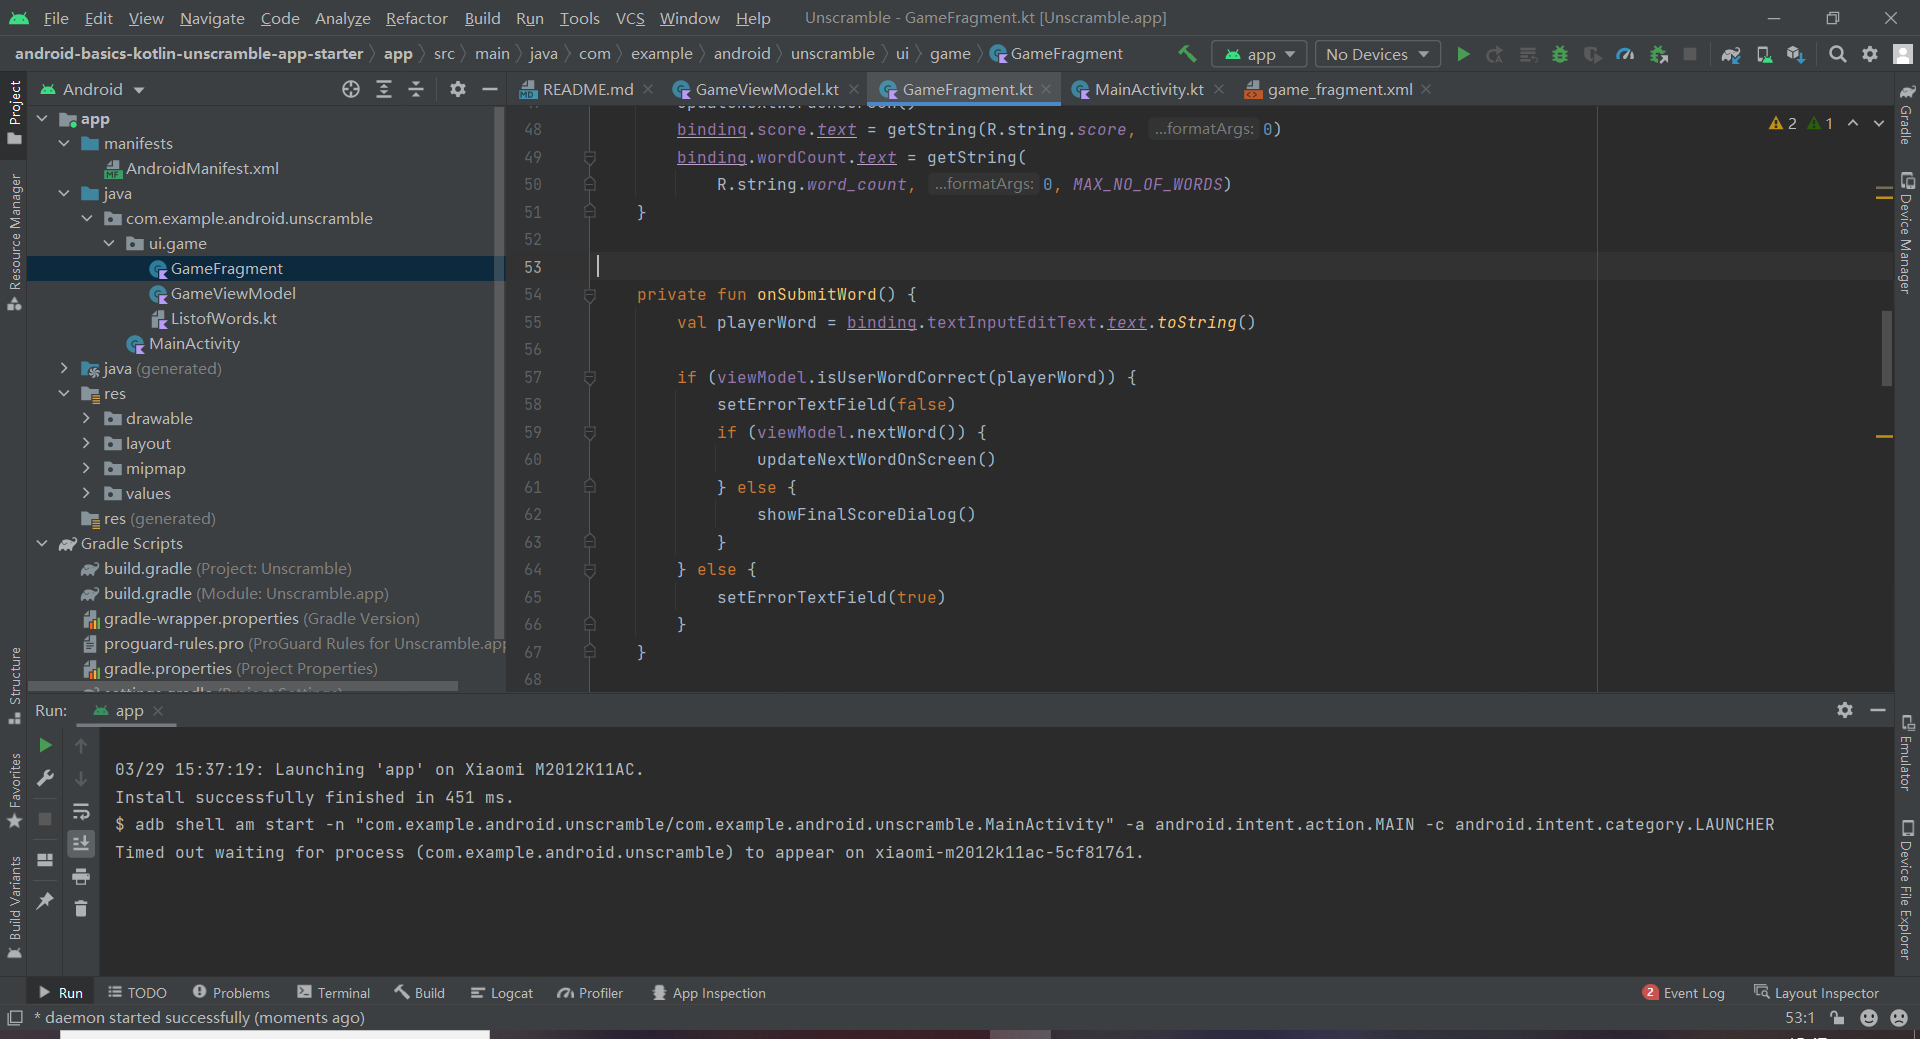 File Edit View Navigate Code Analyze Refactor Build Run Tools VCS Window Help Unscramble - GameFragment.kt [Unscramble.app]
android-basics-kotlin-unscramble-app-starter app src main java com example android unscramble ui game GameFragment app No Devices
Android README.md GameViewModel.kt GameFragment.kt MainActivity.kt game_fragment.xml
Project
Resource Manager
Structure
Favorites
Build Variants
app
manifests
AndroidManifest.xml
java
com.example.android.unscramble
ui.game
GameFragment
GameViewModel
ListofWords.kt
MainActivity
java (generated)
res
drawable
layout
mipmap
values
res (generated)
Gradle Scripts
build.gradle (Project: Unscramble)
build.gradle (Module: Unscramble.app)
gradle-wrapper.properties (Gradle Version)
proguard-rules.pro (ProGuard Rules for Unscramble.app
gradle.properties (Project Properties)
48 binding.score.text = getString(R.string.score, ...formatArgs: 0)
49 binding.wordCount.text = getString(
50 R.string.word_count, ...formatArgs: 0, MAX_NO_OF_WORDS)
51 }
52
53
54 private fun onSubmitWord() {
55 val playerWord = binding.textInputEditText.text.toString()
56
57 if (viewModel.isUserWordCorrect(playerWord)) {
58 setErrorTextField(false)
59 if (viewModel.nextWord()) {
60 updateNextWordOnScreen()
61 } else {
62 showFinalScoreDialog()
63 }
64 } else {
65 setErrorTextField(true)
66 }
67 }
68
2 1
Gradle
Device Manager
Emulator
Device File Explorer
Run: app
03/29 15:37:19: Launching 'app' on Xiaomi M2012K11AC.
Install successfully finished in 451 ms.
$ adb shell am start -n "com.example.android.unscramble/com.example.android.unscramble.MainActivity" -a android.intent.action.MAIN -c android.intent.category.LAUNCHER
Timed out waiting for process (com.example.android.unscramble) to appear on xiaomi-m2012k11ac-5cf81761.
Run TODO Problems Terminal Build Logcat Profiler App Inspection 2 Event Log Layout Inspector
* daemon started successfully (moments ago) 53:1